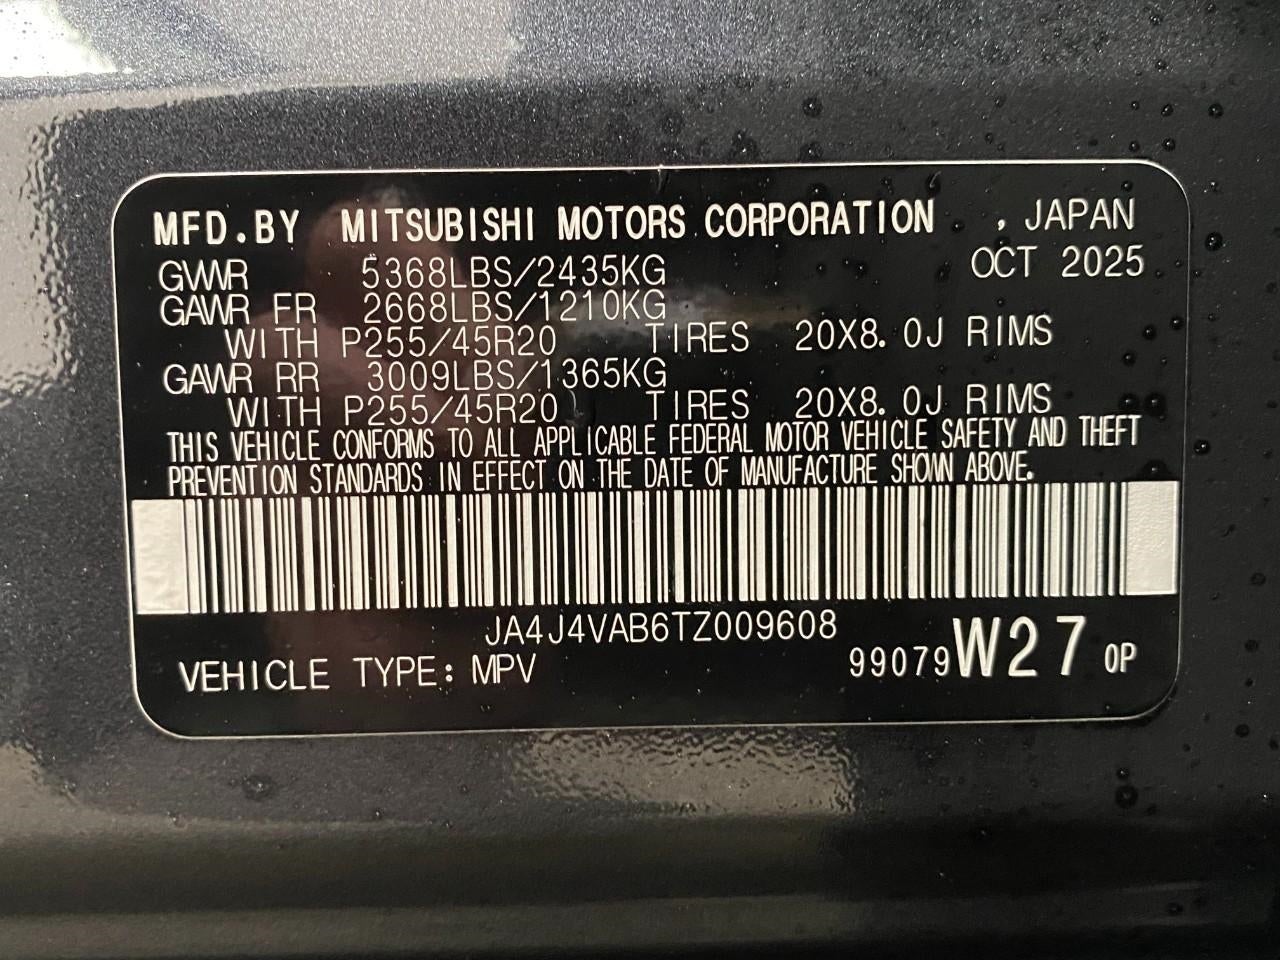 MFD.BY MITSUBISHI MOTORS CORPORATION , JAPAN
GVWR 5368LBS/2435KG OCT 2025
GAWR FR 2668LBS/1210KG
WITH P255/45R20 TIRES 20X8.0J RIMS
GAWR RR 3009LBS/1365KG
WITH P255/45R20 TIRES 20X8.0J RIMS
THIS VEHICLE CONFORMS TO ALL APPLICABLE FEDERAL MOTOR VEHICLE SAFETY AND THEFT
PREVENTION STANDARDS IN EFFECT ON THE DATE OF MANUFACTURE SHOWN ABOVE.
JA4J4VAB6TZ009608
VEHICLE TYPE: MPV 99079W27 0P